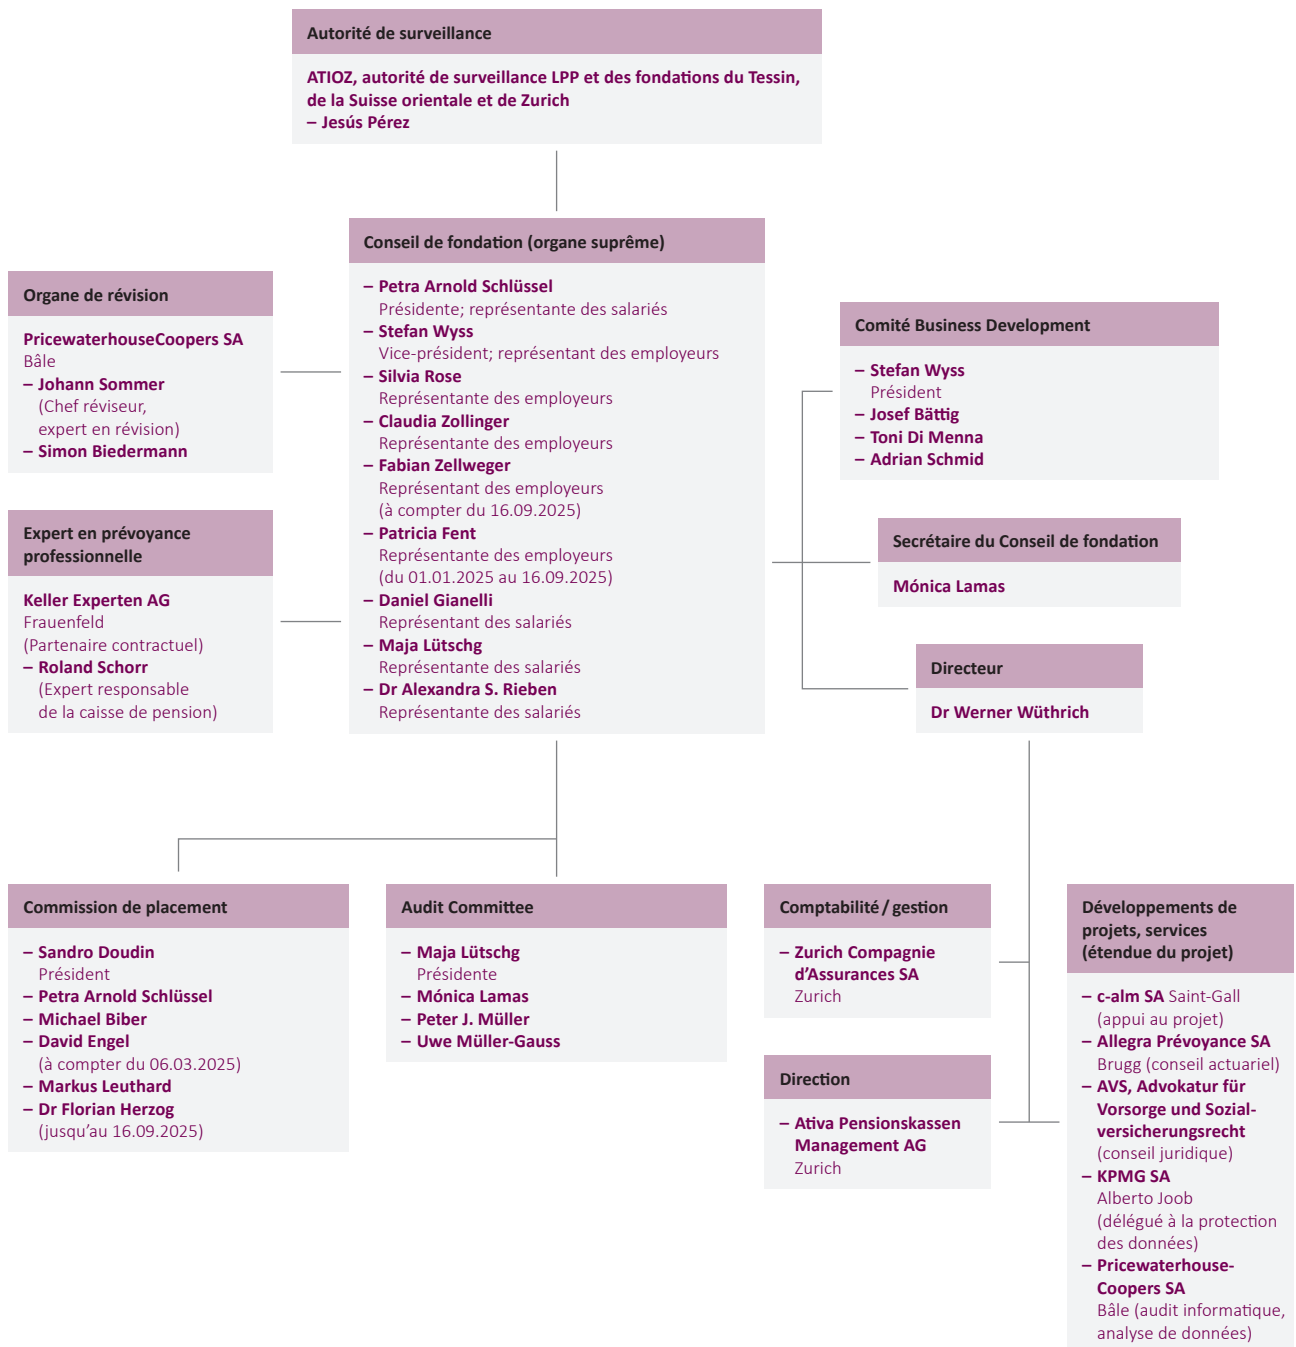 Autorité de surveillance
ATIOZ, autorité de surveillance LPP et des fondations du Tessin,
de la Suisse orientale et de Zurich
– Jesús Pérez
Conseil de fondation (organe suprême)
– Petra Arnold Schlüssel
Présidente; représentante des salariés
– Stefan Wyss
Vice-président; représentant des employeurs
– Silvia Rose
Représentante des employeurs
– Claudia Zollinger
Représentante des employeurs
– Fabian Zellweger
Représentant des employeurs
(à compter du 16.09.2025)
– Patricia Fent
Représentante des employeurs
(du 01.01.2025 au 16.09.2025)
– Daniel Gianelli
Représentant des salariés
– Maja Lütschg
Représentante des salariés
– Dr Alexandra S. Rieben
Représentante des salariés
Organe de révision
PricewaterhouseCoopers SA
Bâle
– Johann Sommer
(Chef réviseur,
expert en révision)
– Simon Biedermann
Expert en prévoyance
professionnelle
Keller Experten AG
Frauenfeld
(Partenaire contractuel)
– Roland Schorr
(Expert responsable
de la caisse de pension)
Comité Business Development
– Stefan Wyss
Président
– Josef Bättig
– Toni Di Menna
– Adrian Schmid
Secrétaire du Conseil de fondation
Mónica Lamas
Directeur
Dr Werner Wüthrich
Commission de placement
– Sandro Doudin
Président
– Petra Arnold Schlüssel
– Michael Biber
– David Engel
(à compter du 06.03.2025)
– Markus Leuthard
– Dr Florian Herzog
(jusqu'au 16.09.2025)
Audit Committee
– Maja Lütschg
Présidente
– Mónica Lamas
– Peter J. Müller
– Uwe Müller-Gauss
Comptabilité / gestion
– Zurich Compagnie
d’Assurances SA
Zurich
Direction
– Ativa Pensionskassen
Management AG
Zurich
Développements de
projets, services
(étendue du projet)
– c-alm SA Saint-Gall
(appui au projet)
– Allegra Prévoyance SA
Brugg (conseil actuariel)
– AVS, Advokatur für
Vorsorge und Sozial-
versicherungsrecht
(conseil juridique)
– KPMG SA
Alberto Joob
(délégué à la protection
des données)
– Pricewaterhouse-
Coopers SA
Bâle (audit informatique,
analyse de données)